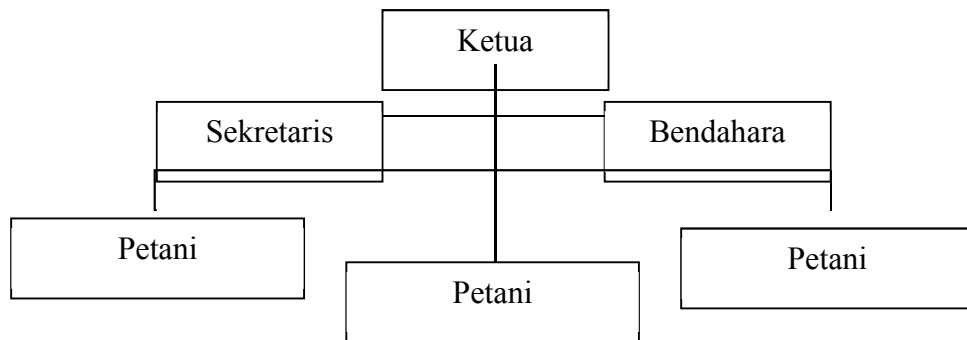 Ketua
Sekretaris
Bendahara
Petani
Petani
Petani